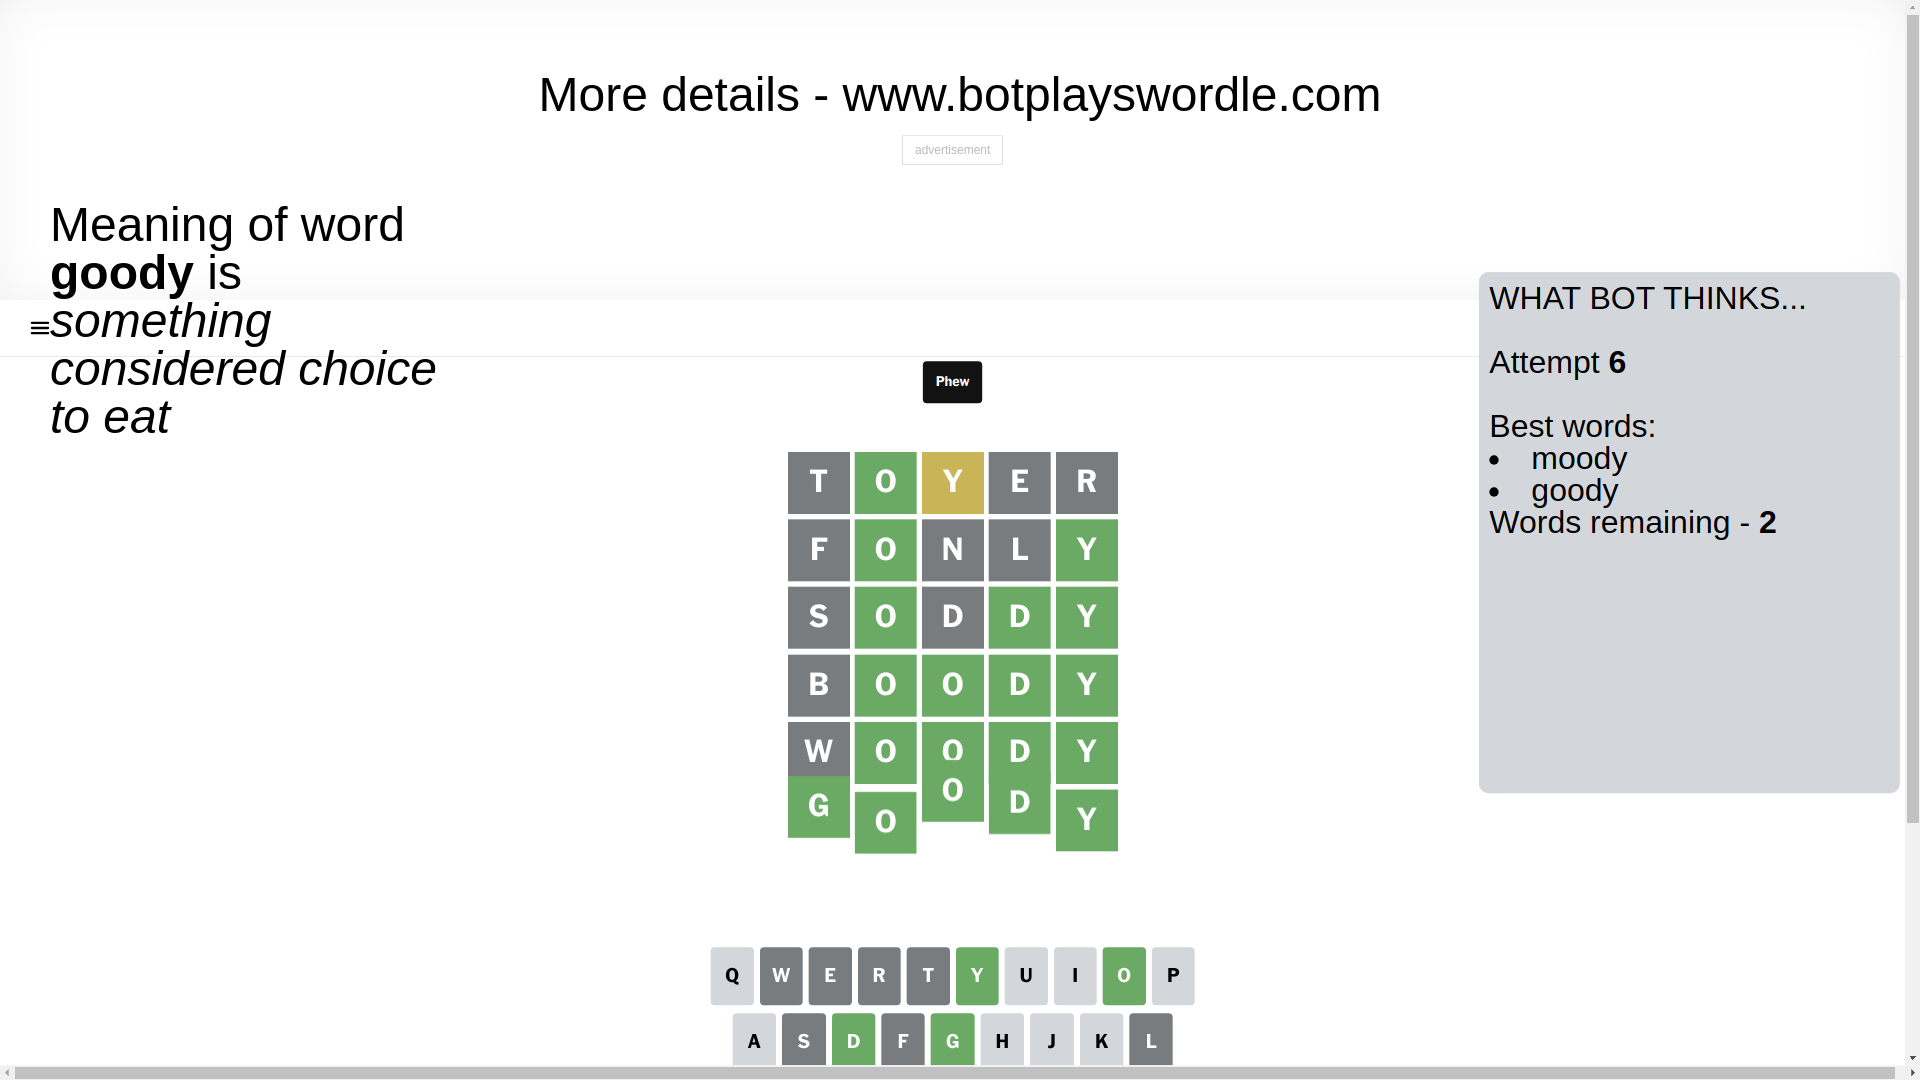 More details - www.botplayswordle.com
advertisement
Meaning of word
goody is
something
considered choice
to eat
WHAT BOT THINKS...
Attempt 6
Best words:
• moody
• goody
Words remaining - 2
Phew
T O Y E R
F O N L Y
S O D D Y
B O O D Y
W O O D Y
G O O D Y
Q W E R T Y U I O P
A S D F G H J K L